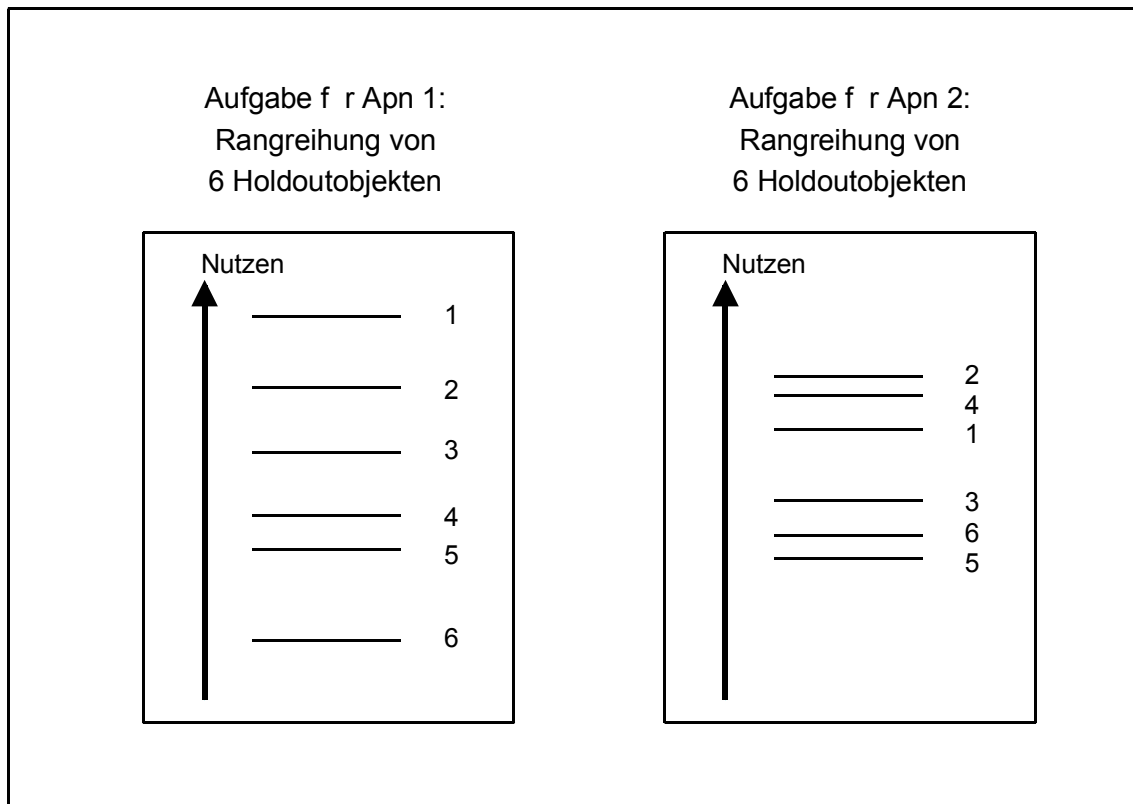 Aufgabe f r Apn 1:
Rangreihung von
6 Holdoutobjekten
Nutzen
1
2
3
4
5
6
Aufgabe f r Apn 2:
Rangreihung von
6 Holdoutobjekten
Nutzen
2
4
1
3
6
5